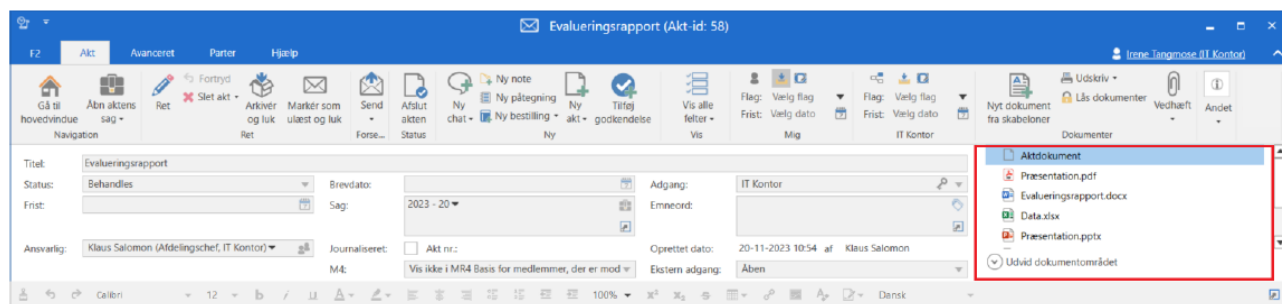 Evalueringsrapport (Akt-id: 58)
F2 Akt Avanceret Parter Hjælp Irene Tangmose (IT Kontor)
Gå til hovedvindue
Åbn aktens sag
Navigation
Ret
Fortryd
Slet akt
Arkivér og luk
Markér som ulæst og luk
Ret
Send
Forse...
Afslut akten
Status
Ny chat
Ny note
Ny påtegning
Ny bestilling
Ny akt
Tilføj godkendelse
Ny
Vis alle felter
Vis
Flag: Vælg flag
Frist: Vælg dato
Mig
Flag: Vælg flag
Frist: Vælg dato
IT Kontor
Nyt dokument fra skabeloner
Udskriv
Lås dokumenter
Vedhæft
Dokumenter
Andet
Titel: Evalueringsrapport
Status: Behandles
Brevdato:
Adgang: IT Kontor
Frist:
Sag: 2023 - 20
Emneord:
Ansvarlig: Klaus Salomon (Afdelingschef, IT Kontor)
Journaliseret: Akt nr.:
Oprettet dato: 20-11-2023 10:54 af Klaus Salomon
M4: Vis ikke i MR4 Basis for medlemmer, der er mod
Ekstern adgang: Åben
Aktdokument
Præsentation.pdf
Evalueringsrapport.docx
Data.xlsx
Præsentation.pptx
Udvid dokumentområdet
Calibri 12 b i u 100% Dansk